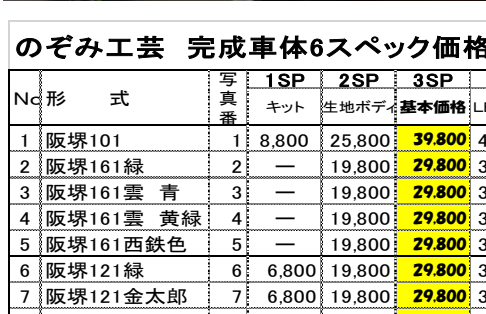 のぞみ工芸　完成車体6スペック価格
No 形　　式 写真番 1SP キット 2SP 生地ボディ 3SP 基本価格
1 阪堺101 1 8,800 25,800 39.800 4
2 阪堺161緑 2 — 19,800 29.800 3
3 阪堺161雲　青 3 — 19,800 29.800 3
4 阪堺161雲　黄緑 4 — 19,800 29.800 3
5 阪堺161西鉄色 5 — 19,800 29.800 3
6 阪堺121緑 6 6,800 19,800 29.800 3
7 阪堺121金太郎 7 6,800 19,800 29.800 3